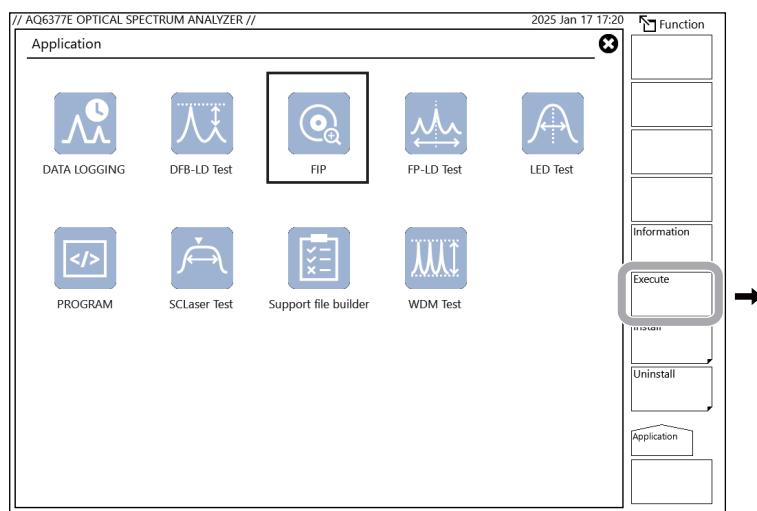 // AQ6377E OPTICAL SPECTRUM ANALYZER // 2025 Jan 17 17:20
Function
Application
DATA LOGGING DFB-LD Test FIP FP-LD Test LED Test
PROGRAM SCLaser Test Support file builder WDM Test
</>
Information
Execute
Install
Uninstall
Application